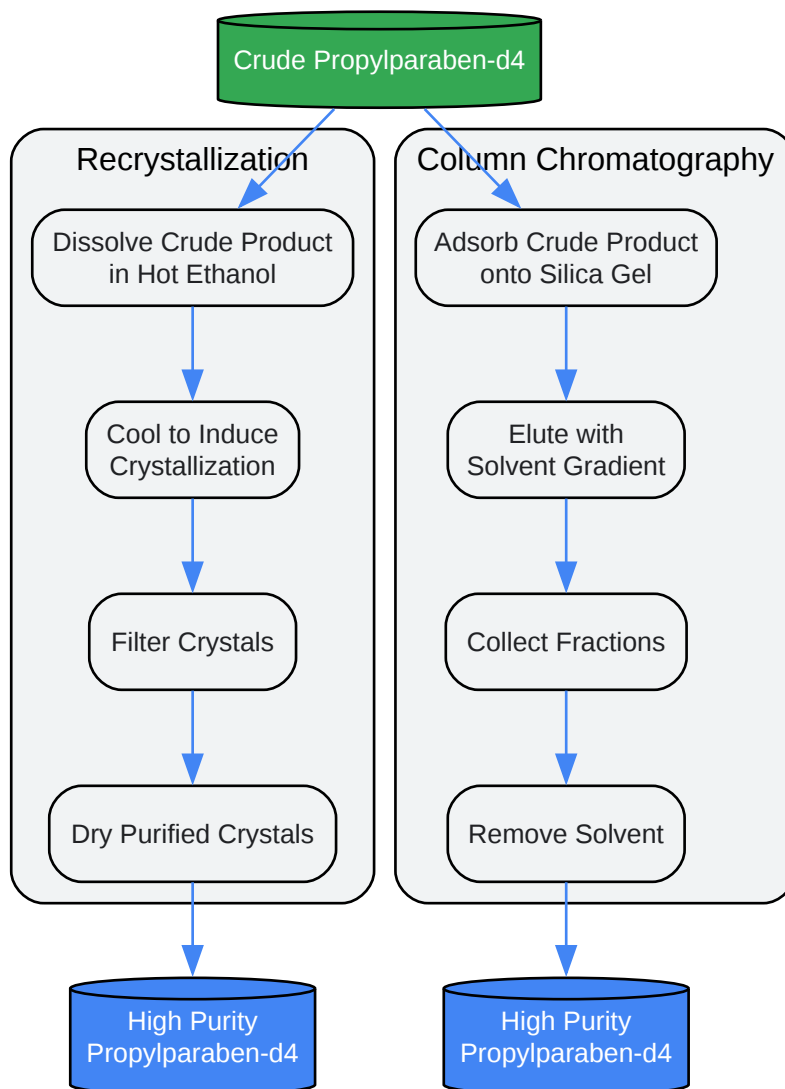 Crude Propylparaben-d4
Recrystallization
Dissolve Crude Product
in Hot Ethanol
Cool to Induce
Crystallization
Filter Crystals
Dry Purified Crystals
High Purity
Propylparaben-d4
Column Chromatography
Adsorb Crude Product
onto Silica Gel
Elute with
Solvent Gradient
Collect Fractions
Remove Solvent
High Purity
Propylparaben-d4